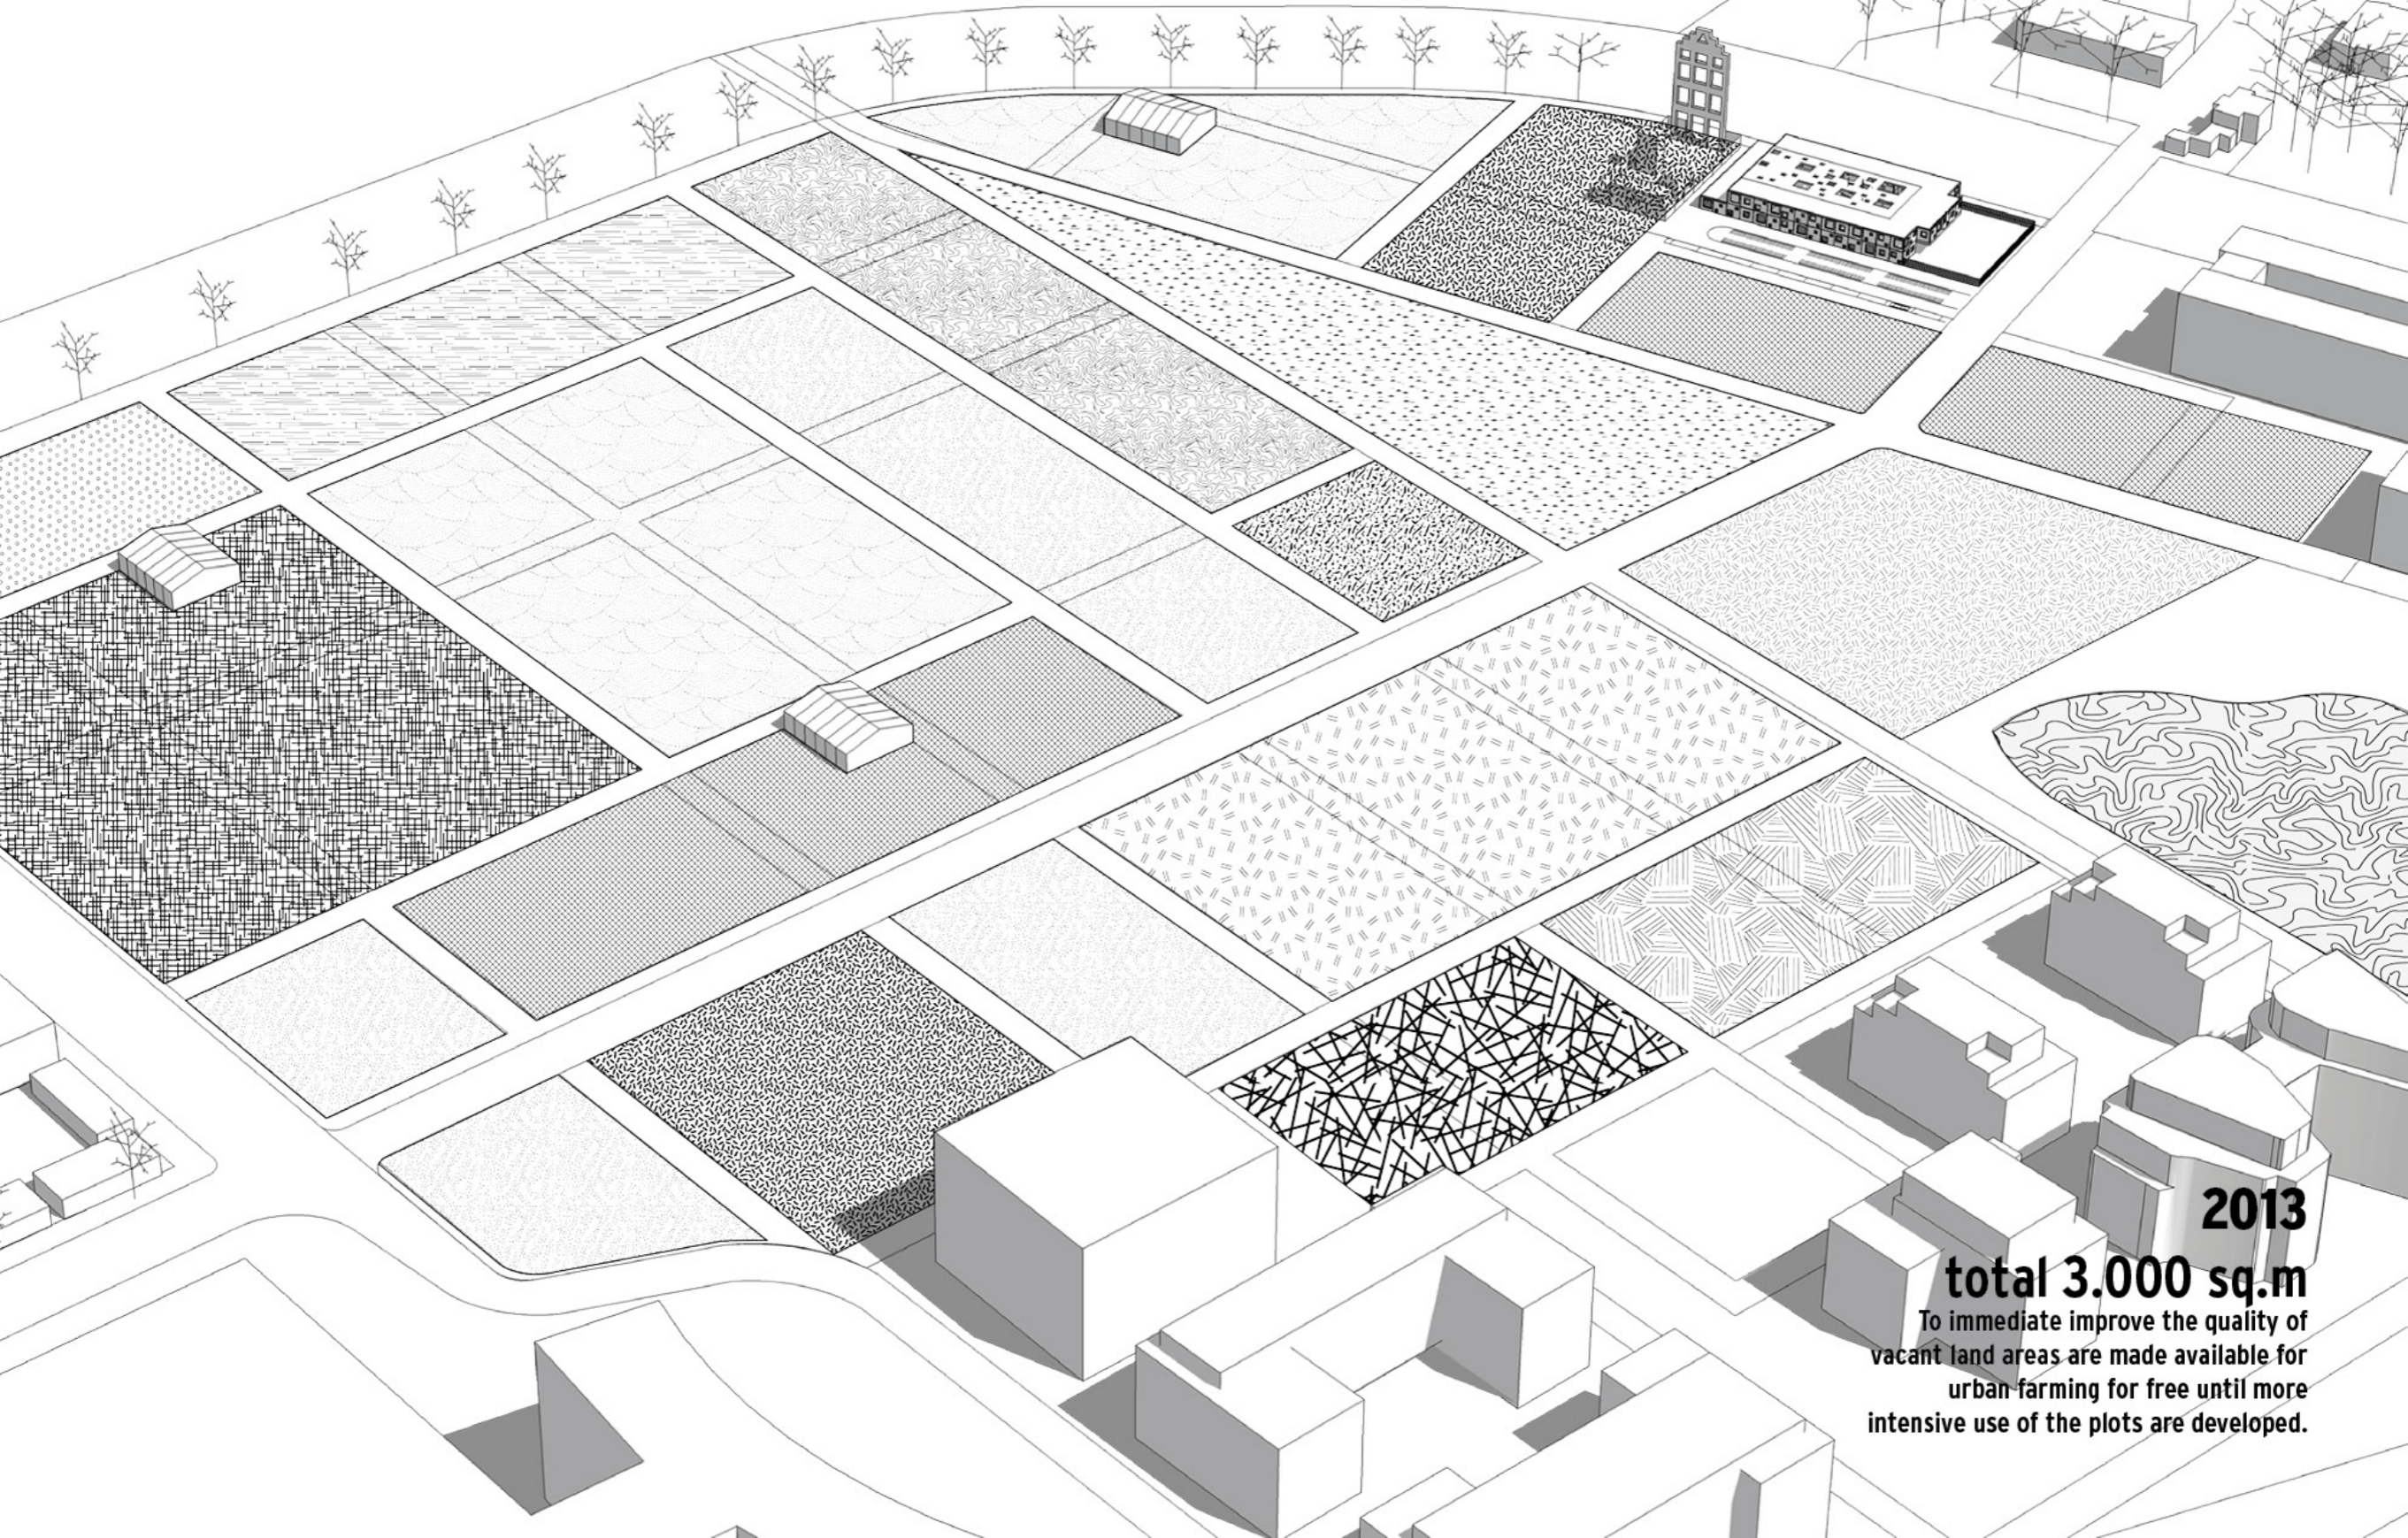 2013
total 3.000 sq.m
To immediate improve the quality of
vacant land areas are made available for
urban farming for free until more
intensive use of the plots are developed.